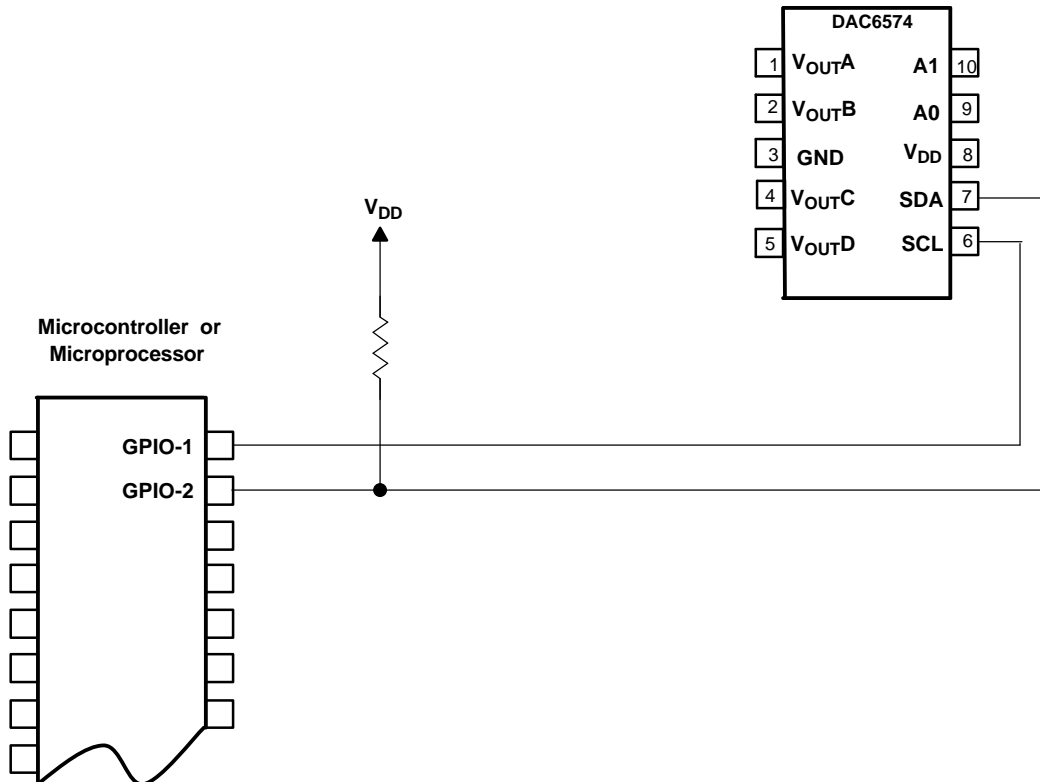 DAC6574
1 VOUTA A1 10
2 VOUTB A0 9
3 GND VDD 8
4 VOUTC SDA 7
5 VOUTD SCL 6
VDD
Microcontroller or
Microprocessor
GPIO-1
GPIO-2